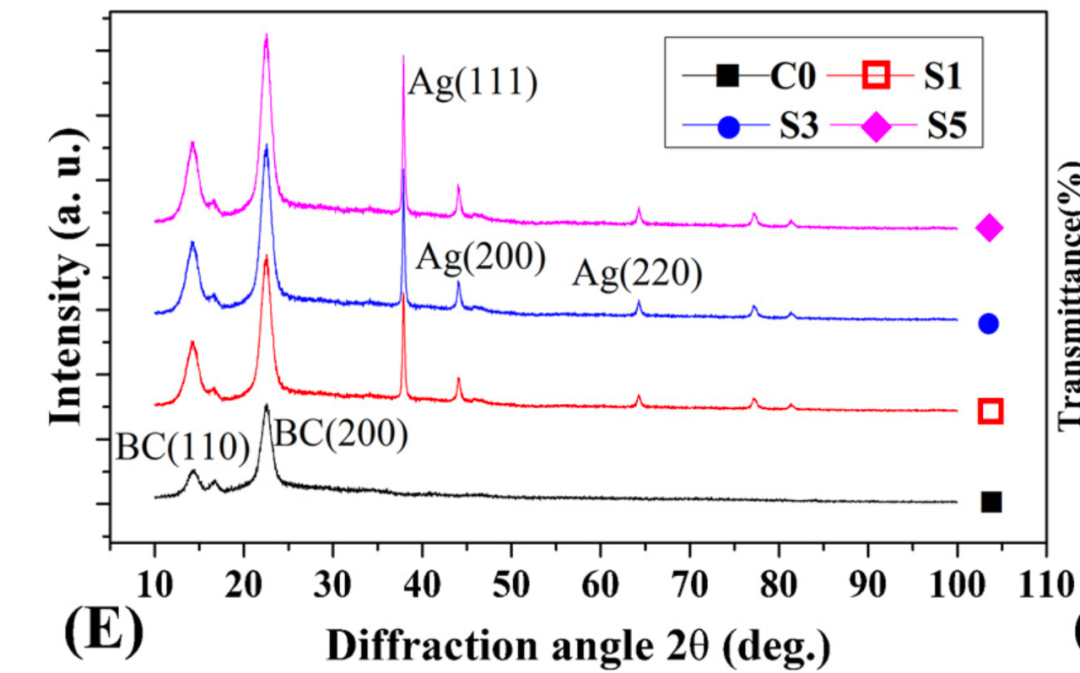 C0 S1
S3 S5
Ag(111)
Ag(200)
Ag(220)
BC(110)
BC(200)
Intensity (a. u.)
10 20 30 40 50 60 70 80 90 100 110
Diffraction angle 2θ (deg.)
(E)
Transmittance(%)